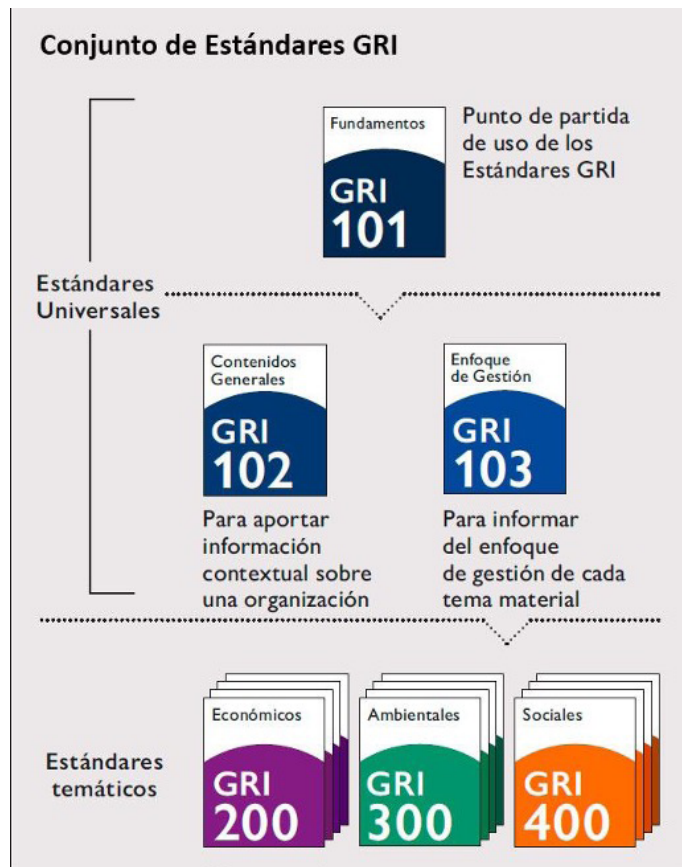 Conjunto de Estándares GRI
Fundamentos
GRI
101
Punto de partida
de uso de los
Estándares GRI
Estándares
Universales
Contenidos
Generales
GRI
102
Para aportar
información
contextual sobre
una organización
Enfoque
de Gestión
GRI
103
Para informar
del enfoque
de gestión de cada
tema material
Estándares
temáticos
Económicos
GRI
200
Ambientales
GRI
300
Sociales
GRI
400